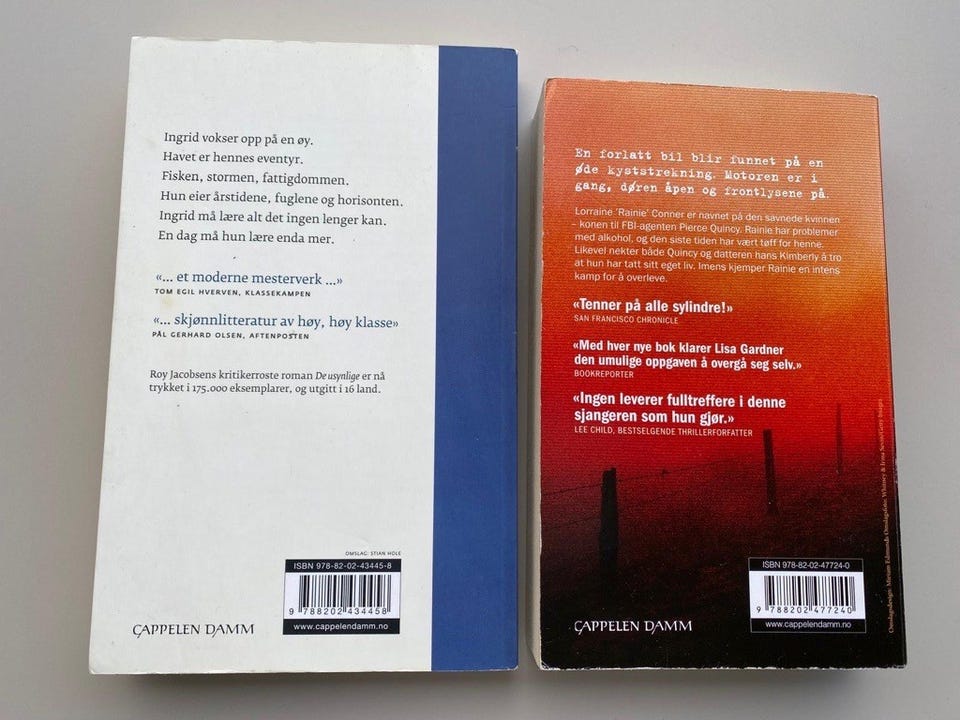 Ingrid vokser opp på en øy.
Havet er hennes eventyr.
Fisken, stormen, fattigdommen.
Hun eier årstidene, fuglene og horisonten.
Ingrid må lære alt det ingen lenger kan.
En dag må hun lære enda mer.
«... et moderne mesterverk ...»
TOM EGIL HVERVEN, KLASSEKAMPEN
«... skjønnlitteratur av høy, høy klasse»
PÅL GERHARD OLSEN, AFTENPOSTEN
Roy Jacobsens kritikerroste roman De usynlige er nå
trykket i 175.000 eksemplarer, og utgitt i 16 land.
OMSLAG: STIAN HOLE
ISBN 978-82-02-43445-8
9 788202 434458
www.cappelendamm.no
CAPPELEN DAMM
En forlatt bil blir funnet på en
øde kyststrekning. Motoren er i
gang, døren åpen og frontlysene på.
Lorraine 'Rainie' Conner er navnet på den savnede kvinnen
– konen til FBI-agenten Pierce Quincy. Rainie har problemer
med alkohol, og den siste tiden har vært tøff for henne.
Likevel nekter både Quincy og datteren hans Kimberly å tro
at hun har tatt sitt eget liv. Imens kjemper Rainie en intens
kamp for å overleve.
«Tenner på alle sylindre!»
SAN FRANCISCO CHRONICLE
«Med hver nye bok klarer Lisa Gardner
den umulige oppgaven å overgå seg selv.»
BOOKREPORTER
«Ingen leverer fulltreffere i denne
sjangeren som hun gjør.»
LEE CHILD, BESTSELGENDE THRILLERFORFATTER
ISBN 978-82-02-47724-0
9 788202 477240
www.cappelendamm.no
CAPPELEN DAMM
Omslagsdesign: Miriam Edmunds Omslagsfoto: Whitney & Irma